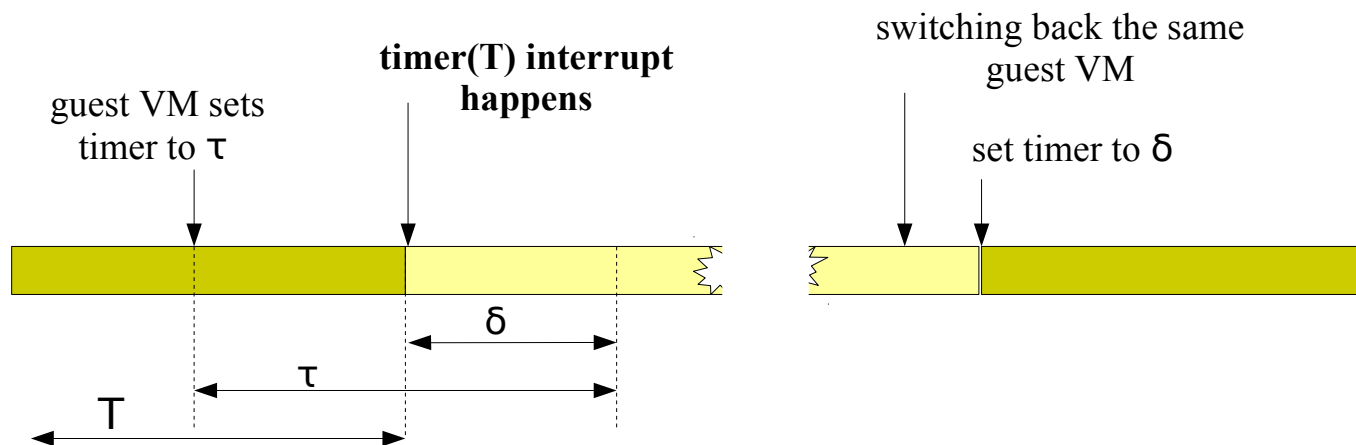 switching back the same
guest VM
timer(T) interrupt
happens
guest VM sets
timer to τ
set timer to δ
δ
τ
T